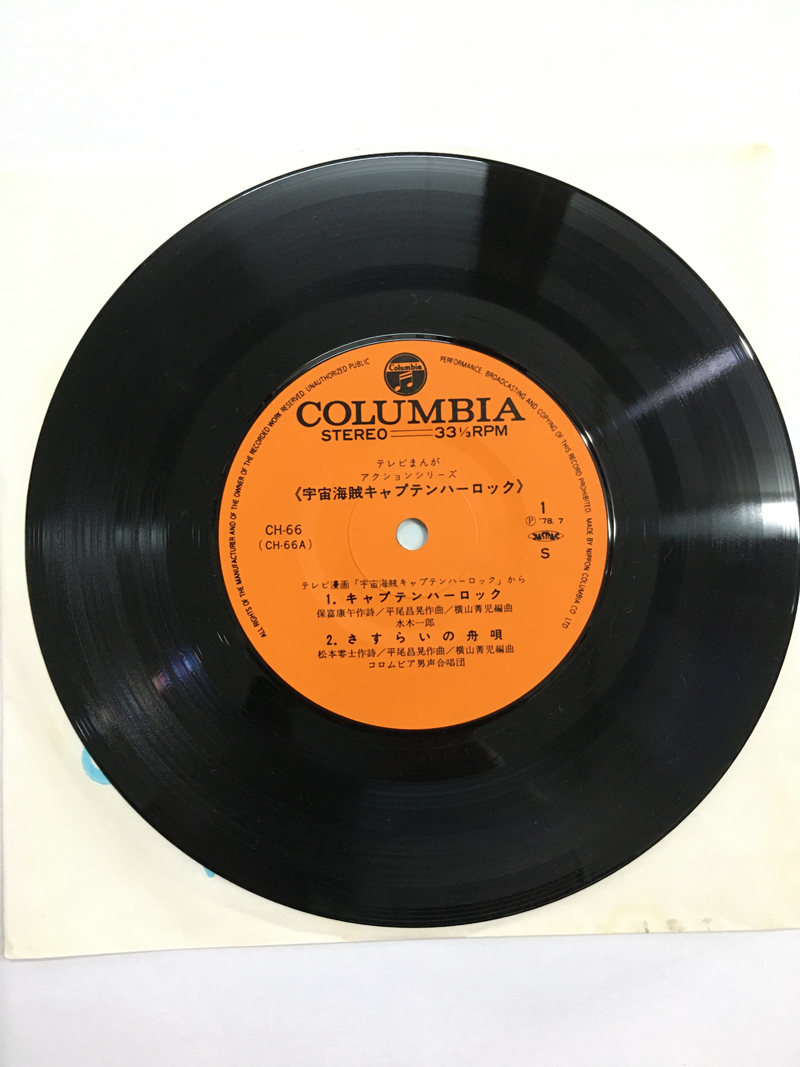 Columbia
COLUMBIA
STEREO 33⅓RPM
テレビまんが
アクションシリーズ
《宇宙海賊キャプテンハーロック》
CH-66
(CH-66A)
1
Ⓟ '78. 7
JASRAC
S
テレビ漫画「宇宙海賊キャプテンハーロック」から
1. キャプテンハーロック
保富康午作詩／平尾昌晃作曲／横山菁児編曲
水木一郎
2. さすらいの舟唄
松本零士作詩／平尾昌晃作曲／横山菁児編曲
コロムビア男声合唱団
ALL RIGHTS OF THE MANUFACTURER AND OF THE OWNER OF THE RECORDED WORK RESERVED. UNAUTHORIZED PUBLIC PERFORMANCE. BROADCASTING AND COPYING OF THIS RECORD PROHIBITED. MADE BY NIPPON COLUMBIA CO. LTD